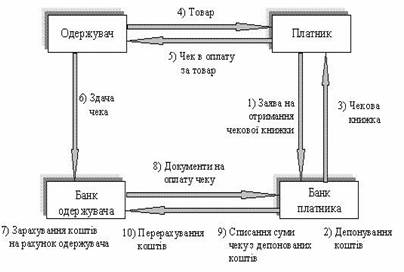 4) Товар
Одержувач
Платник
5) Чек в оплату
за товар
6) Здача
чека
1) Заява на
отримання
чекової книжки
3) Чекова
книжка
8) Документи на
оплату чеку
Банк
одержувача
Банк
платника
7) Зарахування коштів
на рахунок одержувача
10) Перерахування
коштів
9) Списання суми
чеку з депонованих
коштів
2) Депонування
коштів